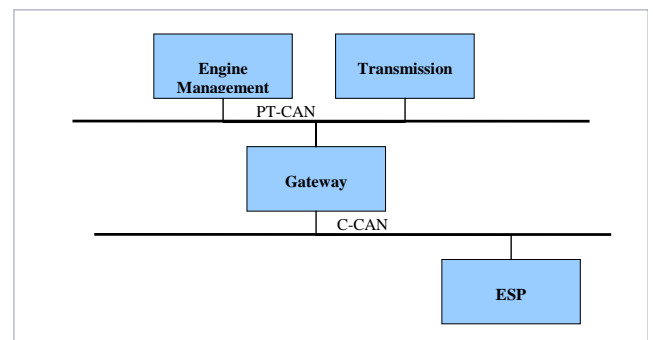 Engine
Management
Transmission
PT-CAN
Gateway
C-CAN
ESP